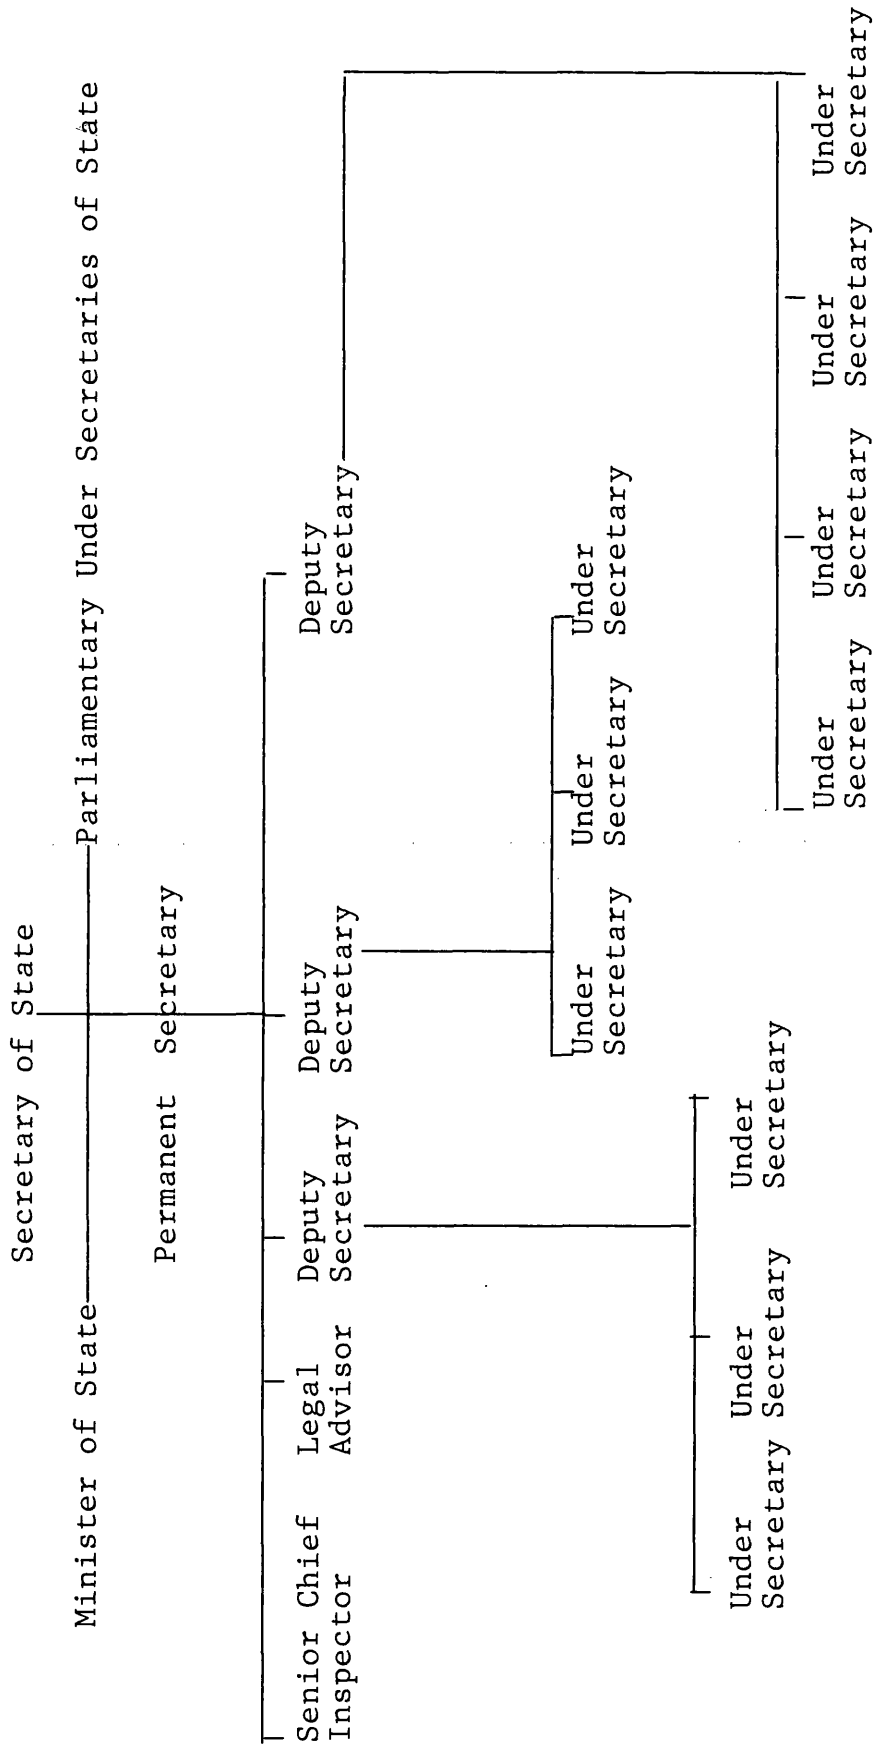 Secretary of State
Minister of State Parliamentary Under Secretaries of State
Permanent Secretary
Senior Chief Legal Deputy Deputy Deputy
Inspector Advisor Secretary Secretary Secretary
Under Under Under
Secretary Secretary Secretary
Under Under Under
Secretary Secretary Secretary
Under Under Under Under
Secretary Secretary Secretary Secretary